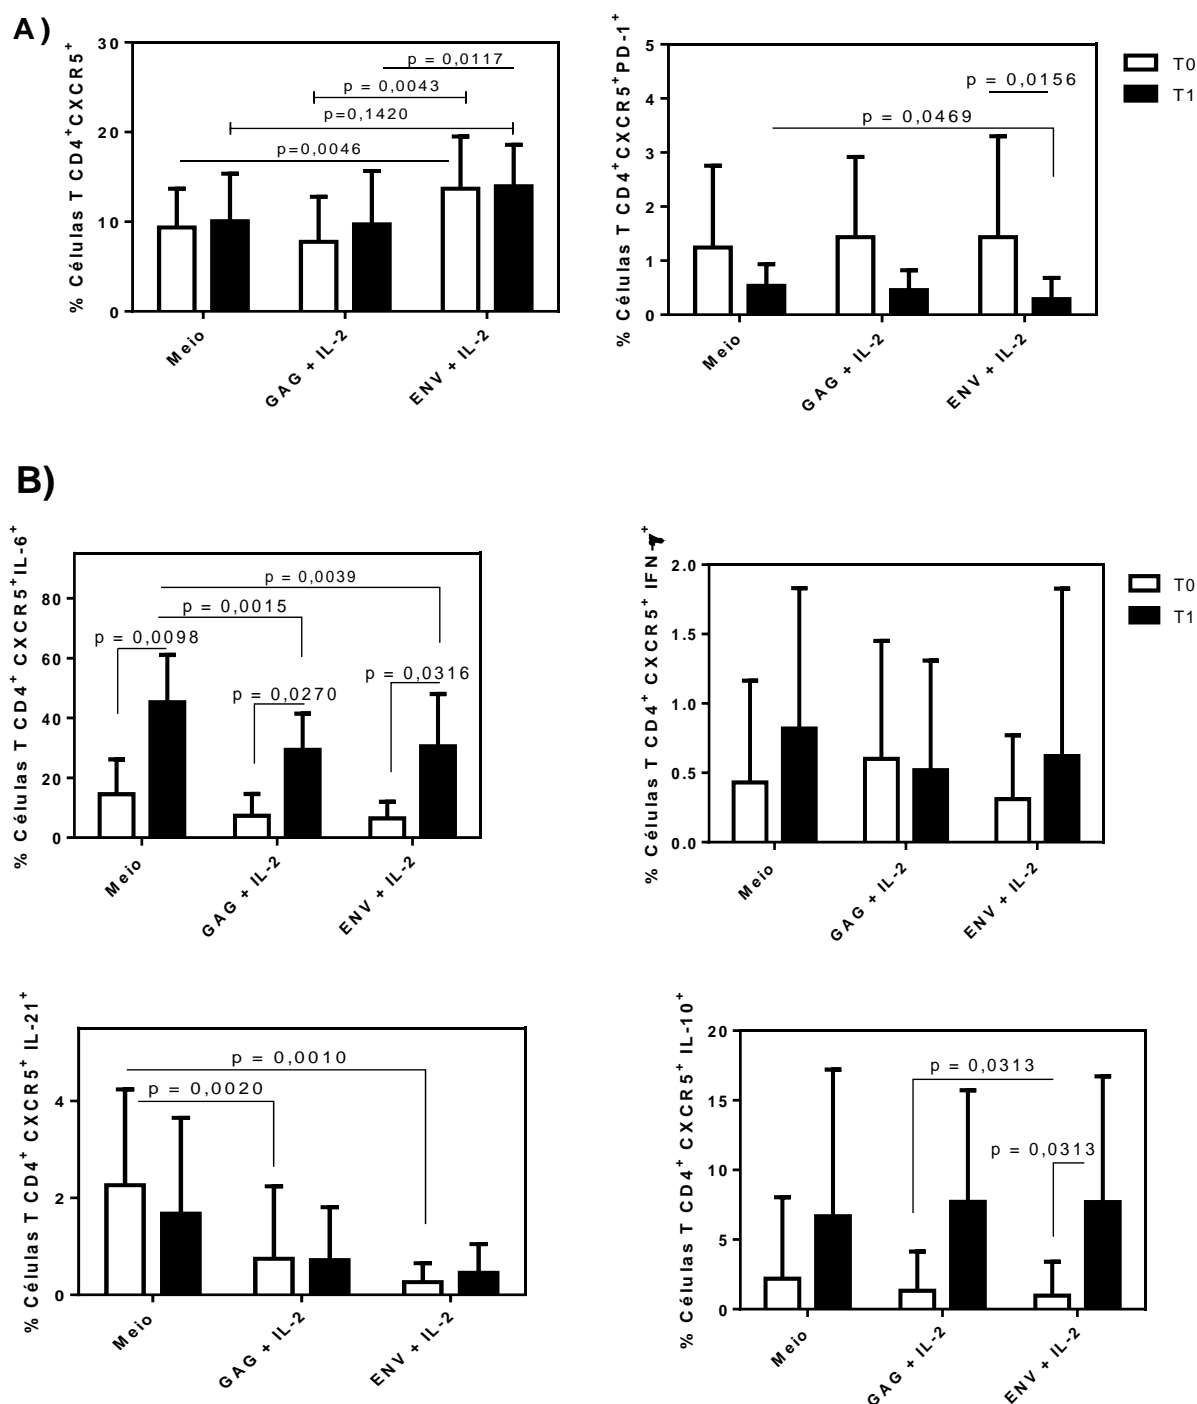 A)
% Células T CD4+CXCR5+
30
20
10
0
p = 0,0117
p = 0,0043
p=0,1420
p=0,0046
Meio
GAG + IL-2
ENV + IL-2
% Células T CD4+CXCR5+PD-1+
5
4
3
2
1
0
p = 0,0156
p = 0,0469
Meio
GAG + IL-2
ENV + IL-2
T0
T1
B)
% Células T CD4+ CXCR5+IL-6+
80
60
40
20
0
p = 0,0039
p = 0,0015
p = 0,0098
p = 0,0316
p = 0,0270
Meio
GAG + IL-2
ENV + IL-2
% Células T CD4+ CXCR5+ IFN-γ+
2.0
1.5
1.0
0.5
0.0
Meio
GAG + IL-2
ENV + IL-2
T0
T1
% Células T CD4+ CXCR5+ IL-21+
4
2
0
p = 0,0010
p = 0,0020
Meio
GAG + IL-2
ENV + IL-2
% Células T CD4+ CXCR5+ IL-10+
20
15
10
5
0
p = 0,0313
p = 0,0313
Meio
GAG + IL-2
ENV + IL-2